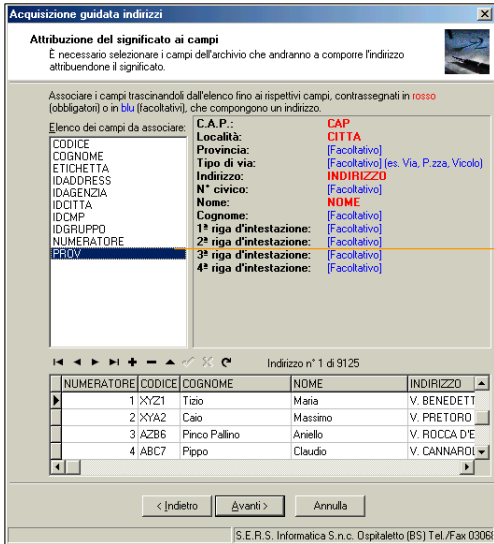 Acquisizione guidata indirizzi
Attribuzione del significato ai campi
È necessario selezionare i campi dell'archivio che andranno a comporre l'indirizzo
attribuendone il significato.
Associare i campi trascinandoli dall'elenco fino ai rispettivi campi, contrassegnati in rosso
(obbligatori) o in blu (facoltativi), che compongono un indirizzo.
Elenco dei campi da associare:
CODICE
COGNOME
ETICHETTA
IDADDRESS
IDAGENZIA
IDCITTA
IDCMP
IDGRUPPO
NUMERATORE
PROV
C.A.P.: CAP
Località: CITTA
Provincia: [Facoltativo]
Tipo di via: [Facoltativo] (es. Via, P.zza, Vicolo)
Indirizzo: INDIRIZZO
N° civico: [Facoltativo]
Nome: NOME
Cognome: [Facoltativo]
1ª riga d'intestazione: [Facoltativo]
2ª riga d'intestazione: [Facoltativo]
3ª riga d'intestazione: [Facoltativo]
4ª riga d'intestazione: [Facoltativo]
Indirizzo n° 1 di 9125
NUMERATORE CODICE COGNOME NOME INDIRIZZO
1 XYZ1 Tizio Maria V. BENEDETT
2 XYA2 Caio Massimo V. PRETORO
3 AZB6 Pinco Pallino Aniello V. ROCCA D'E
4 ABC7 Pippo Claudio V. CANNAROL
< Indietro Avanti > Annulla
S.E.R.S. Informatica S.n.c. Ospitaletto (BS) Tel./Fax 03068